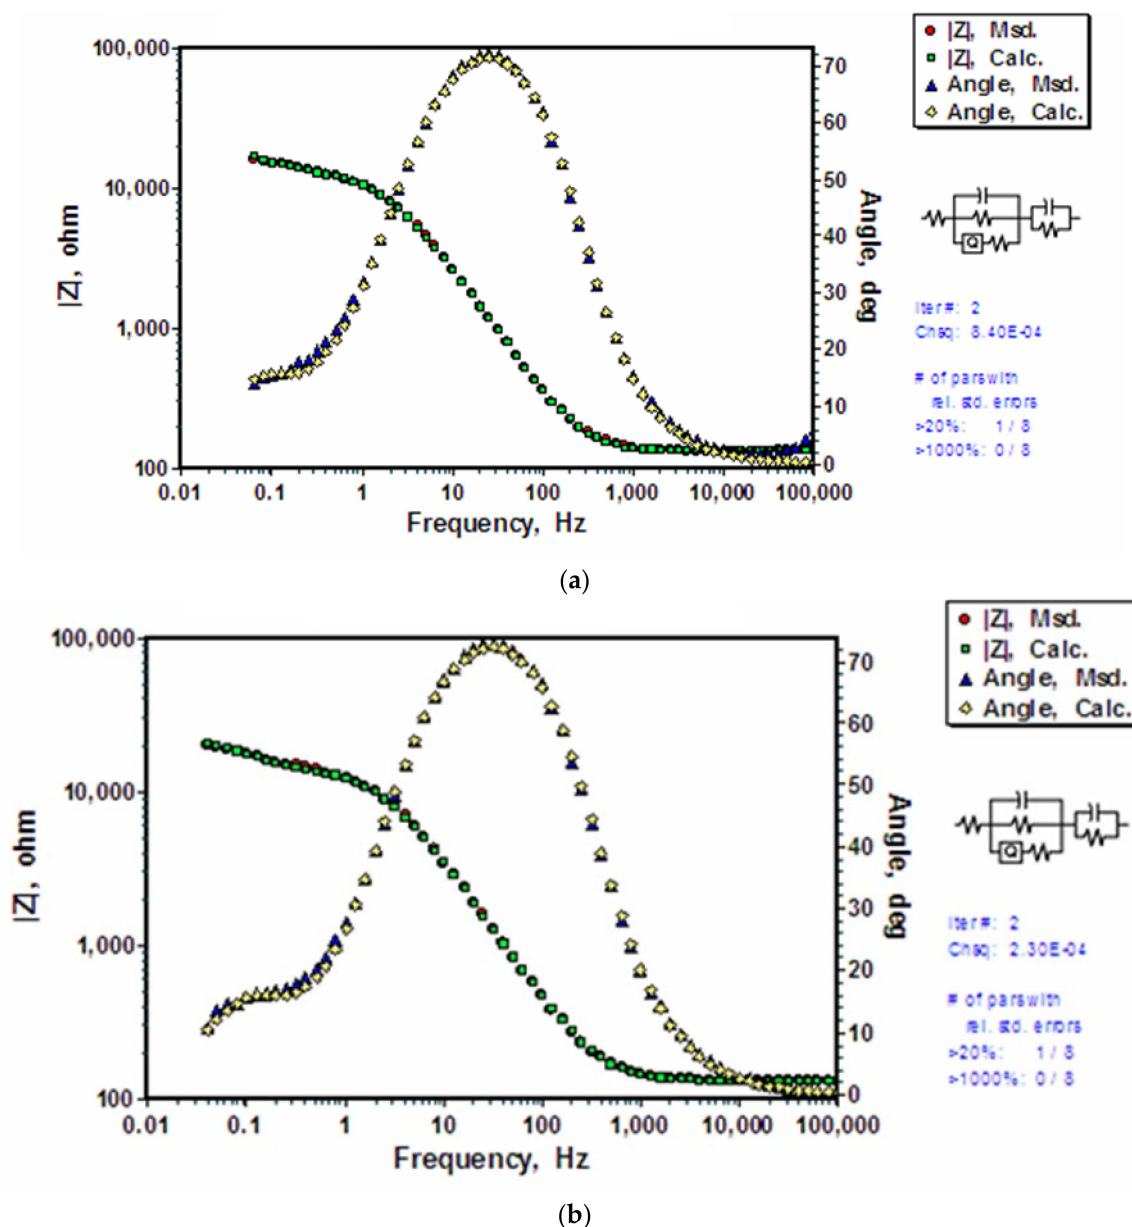 (a)
100,000
10,000
1,000
100
|Z|, ohm
0.01
0.1
1
10
100
1,000
10,000
100,000
Frequency, Hz
70
60
50
40
30
20
10
0
Angle, deg
|Z|, Msd.
|Z|, Calc.
Angle, Msd.
Angle, Calc.
Q
Iter #: 2
Chsq: 8.40E-04
# of pars with
rel. std. errors
>20%: 1 / 8
>1000%: 0 / 8
(a)
100,000
10,000
1,000
100
|Z|, ohm
0.01
0.1
1
10
100
1,000
10,000
100,000
Frequency, Hz
70
60
50
40
30
20
10
0
Angle, deg
|Z|, Msd.
|Z|, Calc.
Angle, Msd.
Angle, Calc.
Q
Iter #: 2
Chsq: 2.30E-04
# of pars with
rel. std. errors
>20%: 1 / 8
>1000%: 0 / 8
(b)